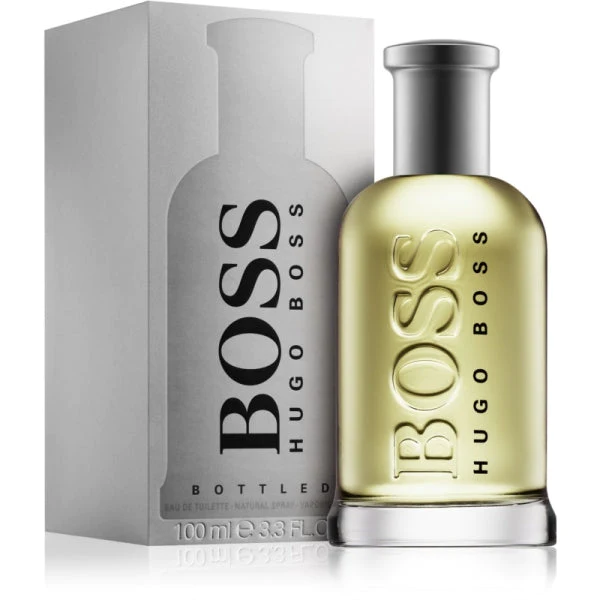 BOSS
HUGO BOSS
BOTTLED
EAU DE TOILETTE · NATURAL SPRAY ·
100 ml e 3.3 FL.
BOSS
HUGO BOSS